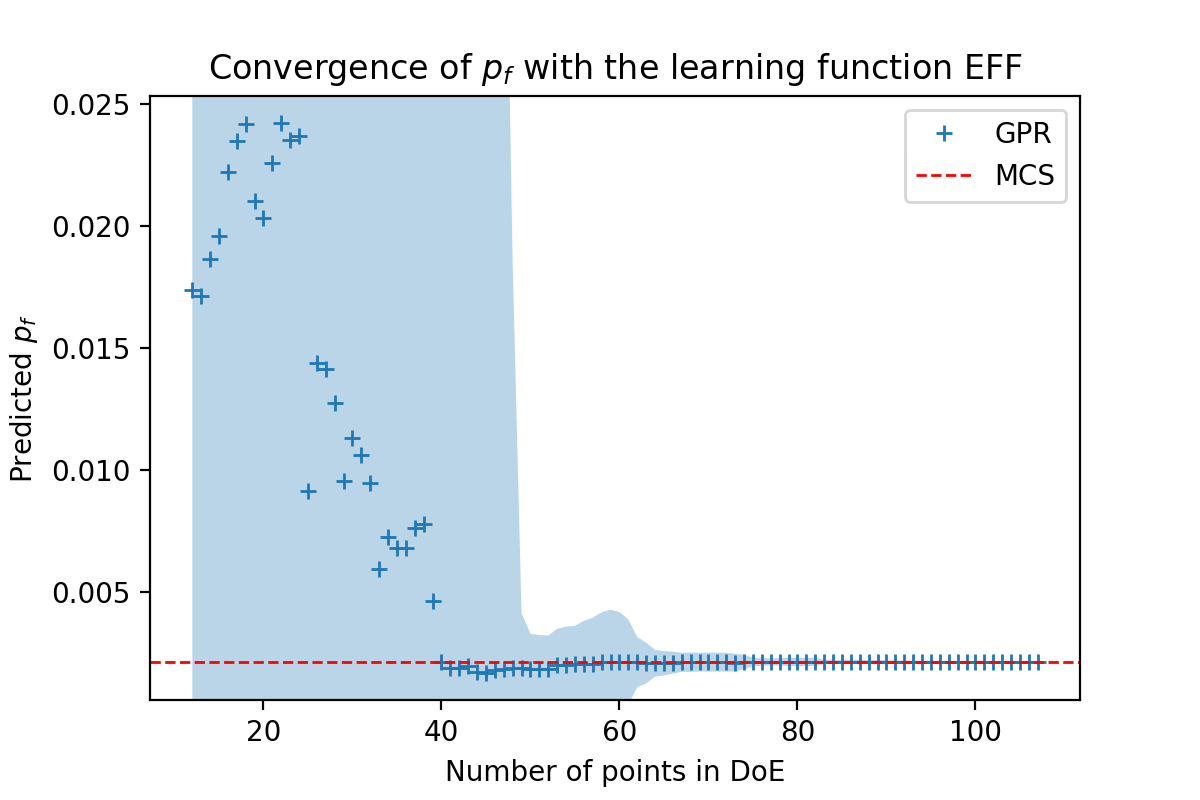 Convergence of p_f with the learning function EFF
GPR
MCS
Predicted p_f
0.025
0.020
0.015
0.010
0.005
20 40 60 80 100
Number of points in DoE